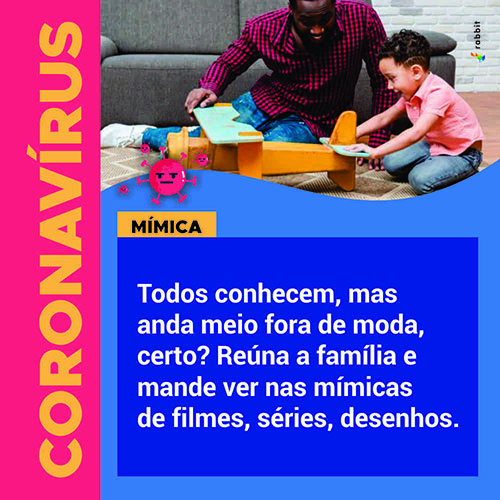 CORONAVÍRUS
rabbit
MÍMICA
Todos conhecem, mas
anda meio fora de moda,
certo? Reúna a família e
mande ver nas mímicas
de filmes, séries, desenhos.